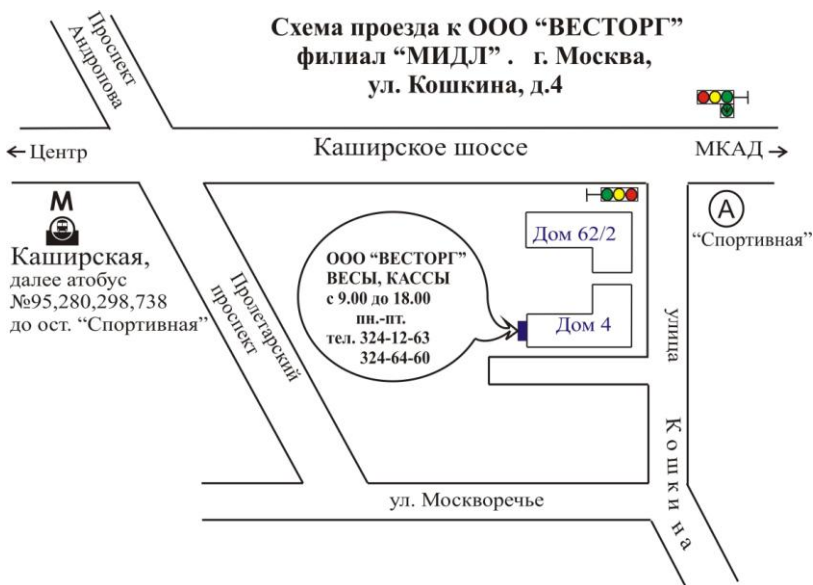 Схема проезда к ООО “ВЕСТОРГ”
филиал “МИДЛ” . г. Москва,
ул. Кошкина, д.4
Проспект
Андропова
←Центр
Каширское шоссе
МКАД→
М
Каширская,
далее атобус
№95,280,298,738
до ост. “Спортивная”
Пролетарский
проспект
ООО “ВЕСТОРГ”
ВЕСЫ, КАССЫ
с 9.00 до 18.00
пн.-пт.
тел. 324-12-63
324-64-60
Дом 62/2
Дом 4
А
“Спортивная”
улица
Кошкина
ул. Москворечье